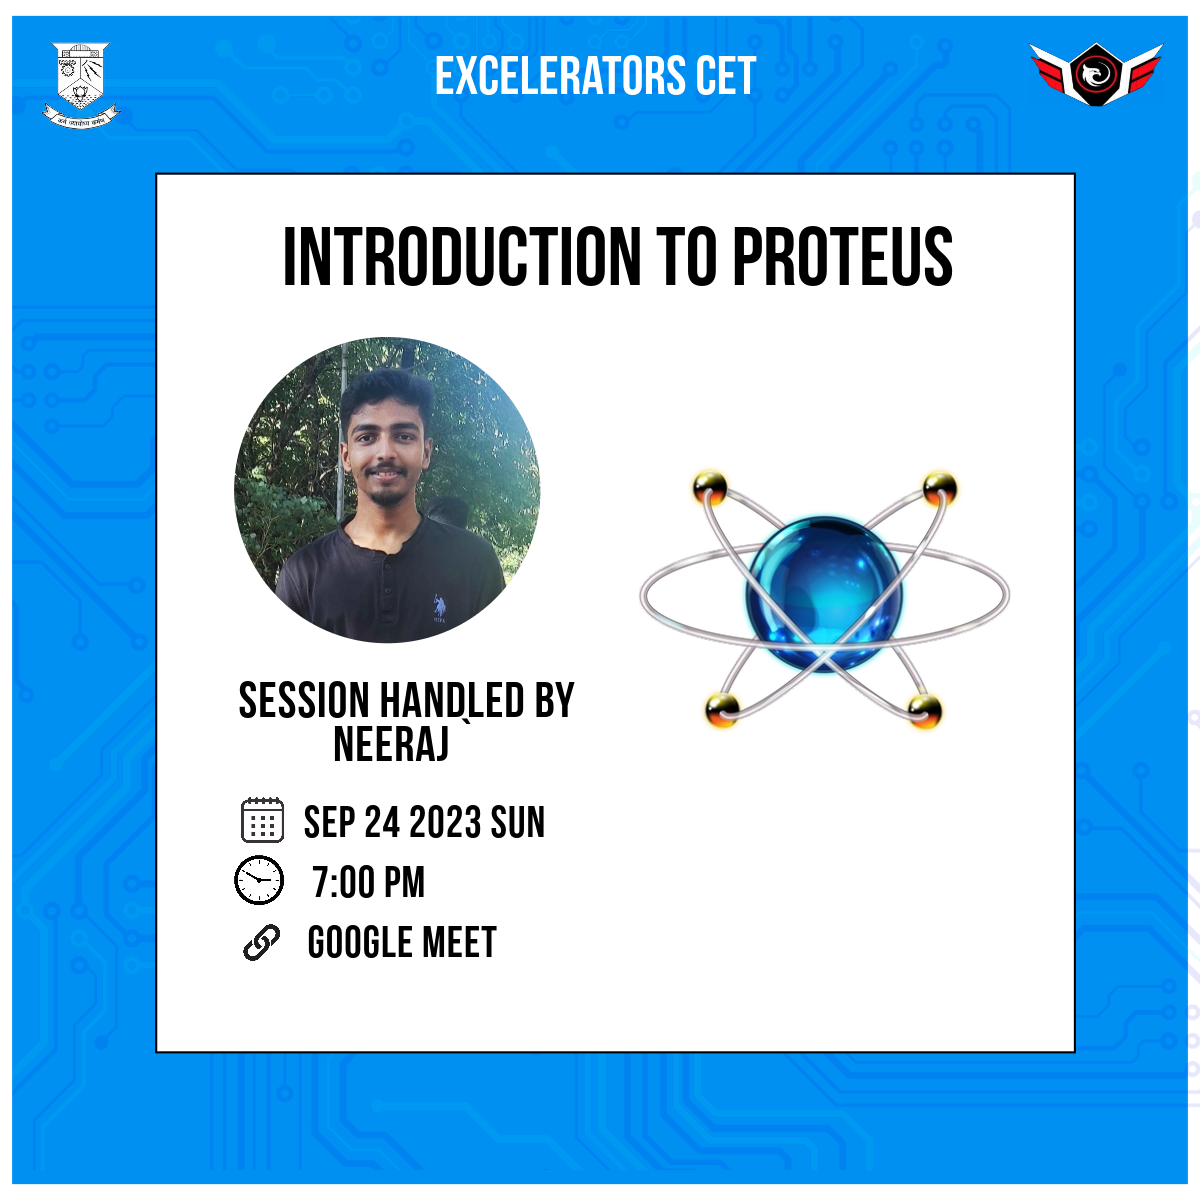 EXCELERATORS CET
INTRODUCTION TO PROTEUS
SESSION HANDLED BY
NEERAJ`
SEP 24 2023 SUN
7:00 PM
GOOGLE MEET